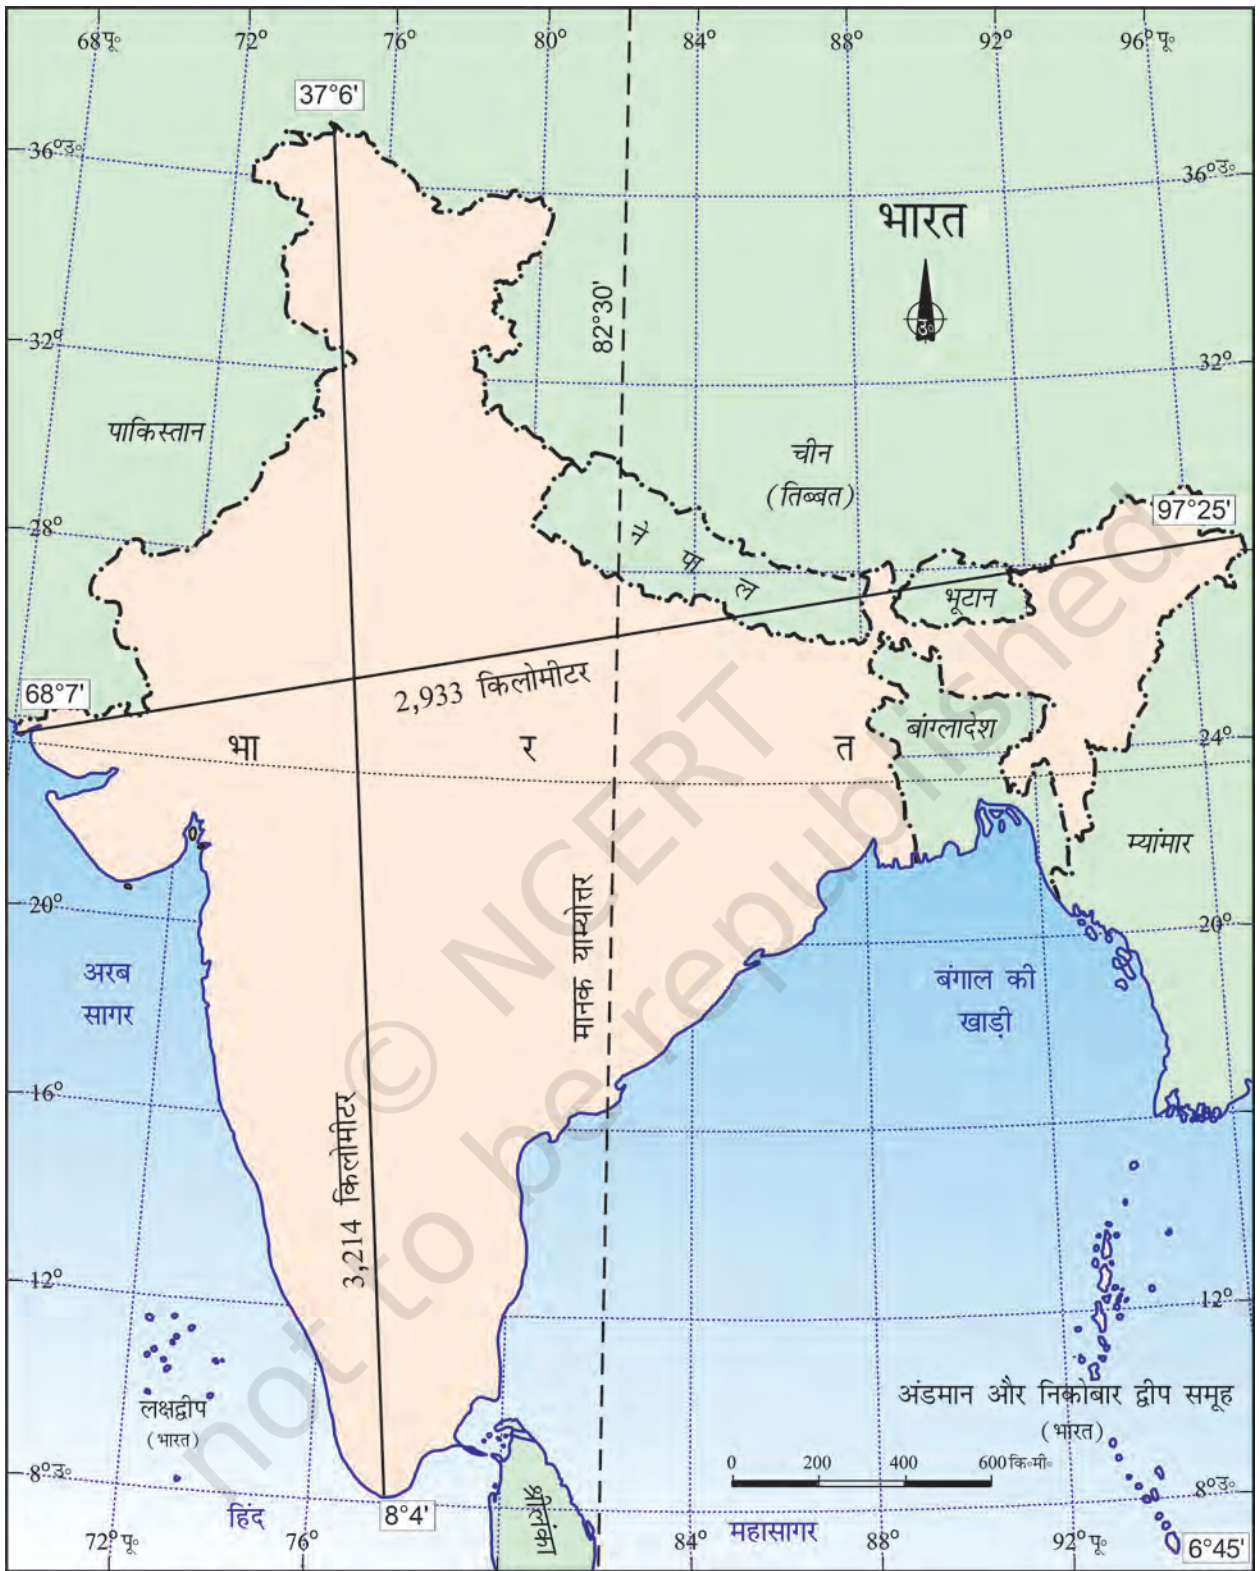 68°पू॰ 72° 76° 80° 84° 88° 92° 96°पू॰
37°6'
36°उ॰ 36°उ॰
भारत
उ॰
82°30'
32° 32°
पाकिस्तान
चीन
(तिब्बत)
97°25'
28°
नेपाल
भूटान
68°7'
2,933 किलोमीटर
बांग्लादेश
भा र त
24°
म्यांमार
मानक याम्योत्तर
20° 20°
अरब
सागर
बंगाल की
खाड़ी
16°
3,214 किलोमीटर
12° 12°
लक्षद्वीप
(भारत)
अंडमान और निकोबार द्वीप समूह
(भारत)
0 200 400 600 कि॰मी॰
8°उ॰ 8°उ॰
8°4'
हिंद
श्रीलंका
महासागर
72°पू॰ 76° 84° 88° 92°पू॰
6°45'
© NCERT
not to be republished